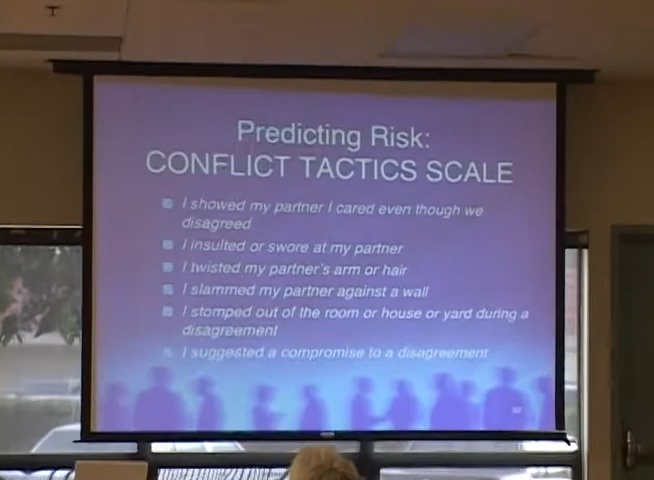 Predicting Risk:
CONFLICT TACTICS SCALE
I showed my partner I cared even though we
disagreed
I insulted or swore at my partner
I twisted my partner's arm or hair
I slammed my partner against a wall
I stomped out of the room or house or yard during a
disagreement
I suggested a compromise to a disagreement